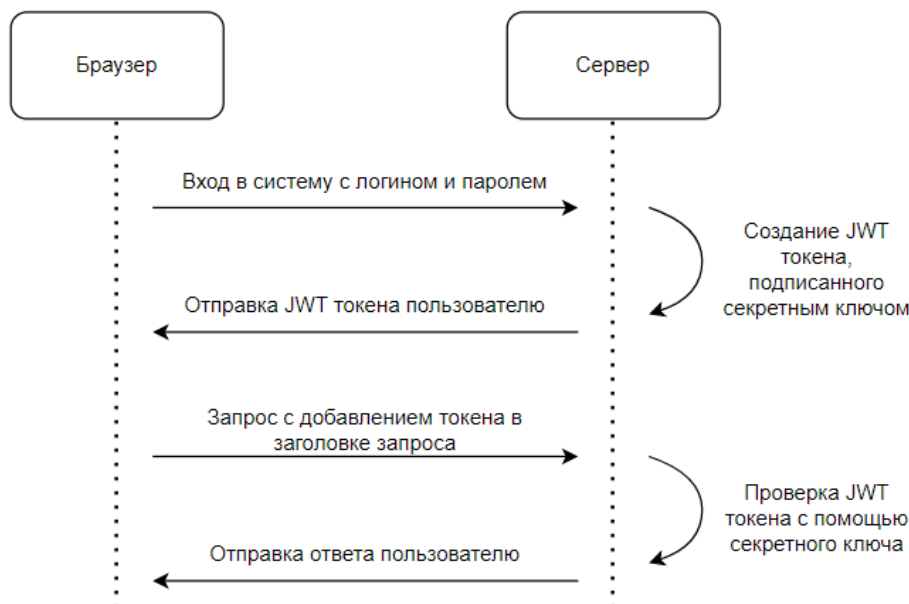 Браузер
Сервер
Вход в систему с логином и паролем
Создание JWT
токена,
подписанного
секретным ключом
Отправка JWT токена пользователю
Запрос с добавлением токена в
заголовке запроса
Проверка JWT
токена с помощью
секретного ключа
Отправка ответа пользователю